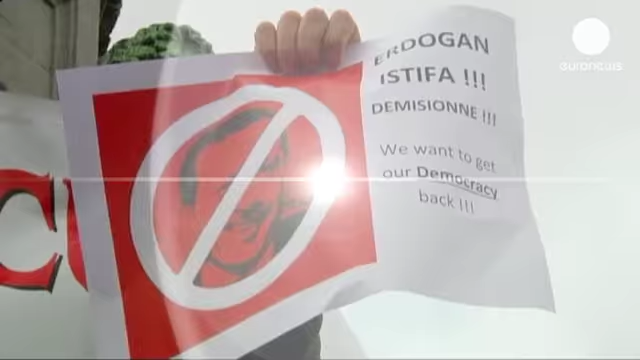 euronews
ERDOGAN
ISTIFA !!!
DEMISIONNE !!!
We want to get
our Democracy
back !!!
C